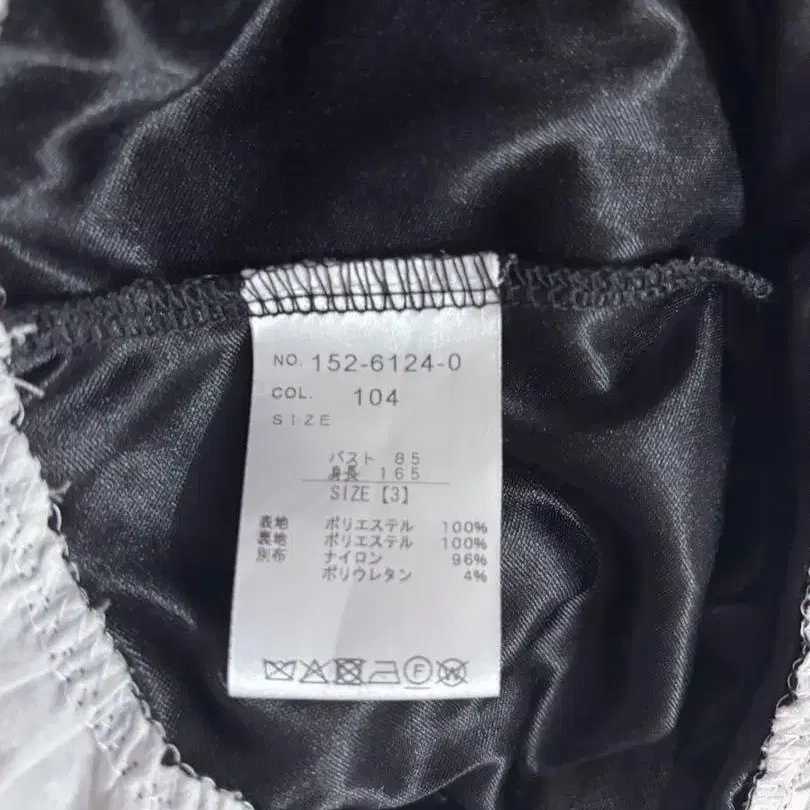 NO. 152-6124-0
COL. 104
SIZE
バスト 85
身長 165
SIZE【3】
表地 ポリエステル 100%
裏地 ポリエステル 100%
別布 ナイロン 96%
ポリウレタン 4%
F W